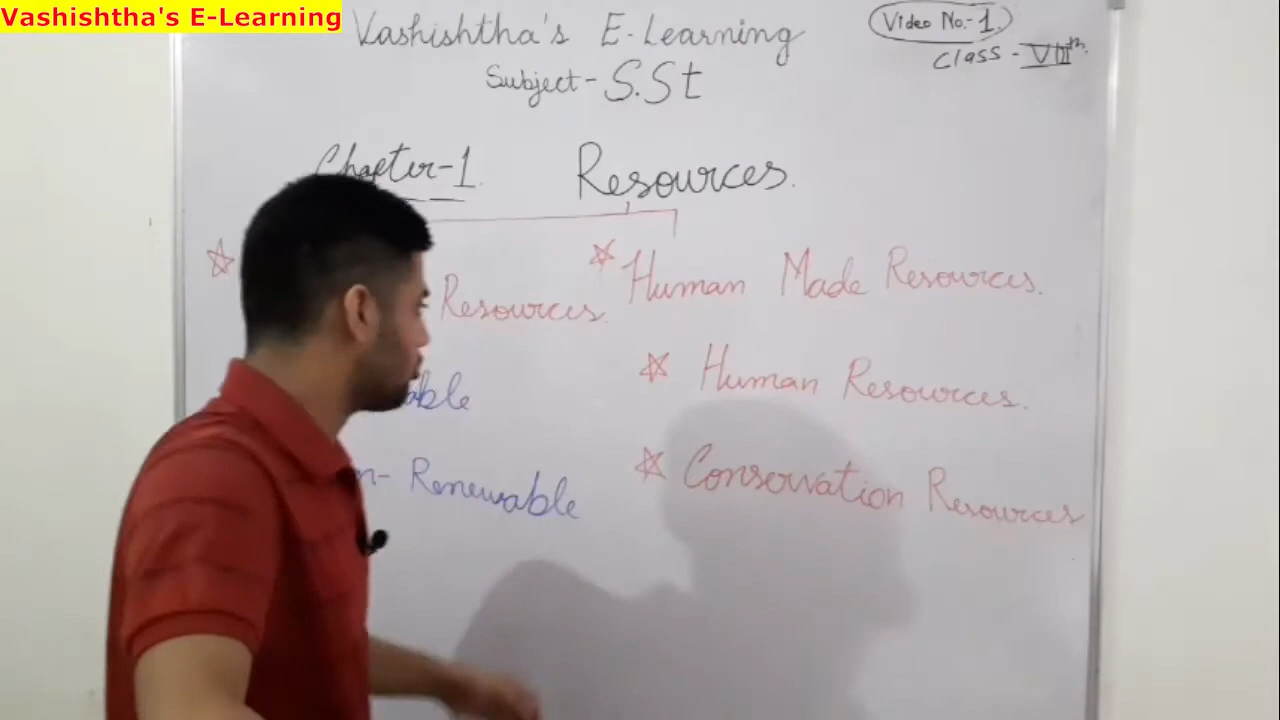 Vashishtha's E-Learning
Vashishtha's E-Learning
Video No.-1.
Class - VIIIth.
Subject - S.St
Chapter-1.
Resources.
Resources.
Human Made Resources.
Human Resources.
Renewable
Conservation Resources